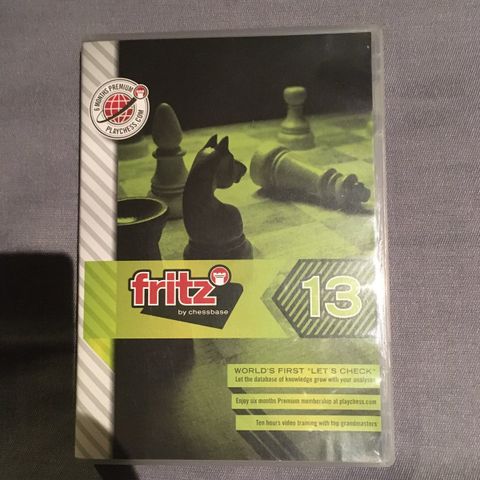 6 MONTHS PREMIUM
PLAYCHESS.COM
fritz
by chessbase
13
WORLD'S FIRST "LET'S CHECK"
Let the database of knowledge grow with your analyses
Enjoy six months Premium membership at playchess.com
Ten hours video training with top grandmasters